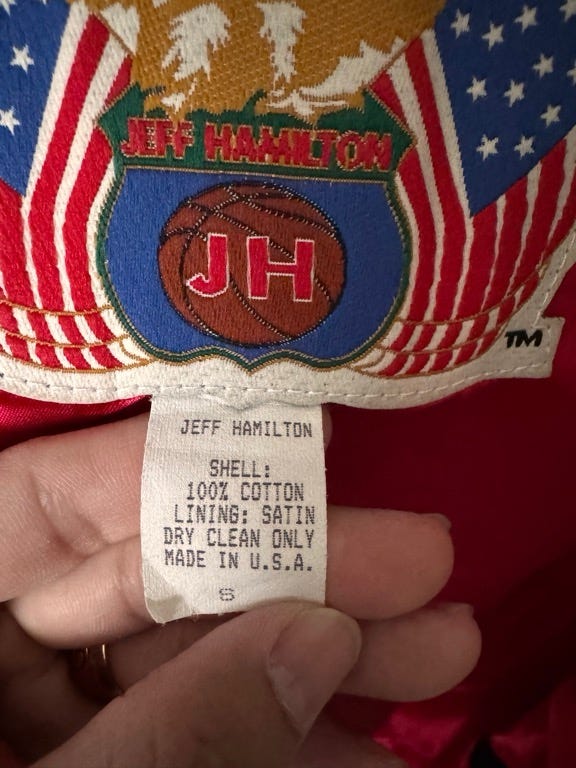 JEFF HAMILTON
JH
TM
JEFF HAMILTON
SHELL:
100% COTTON
LINING: SATIN
DRY CLEAN ONLY
MADE IN U.S.A.
S